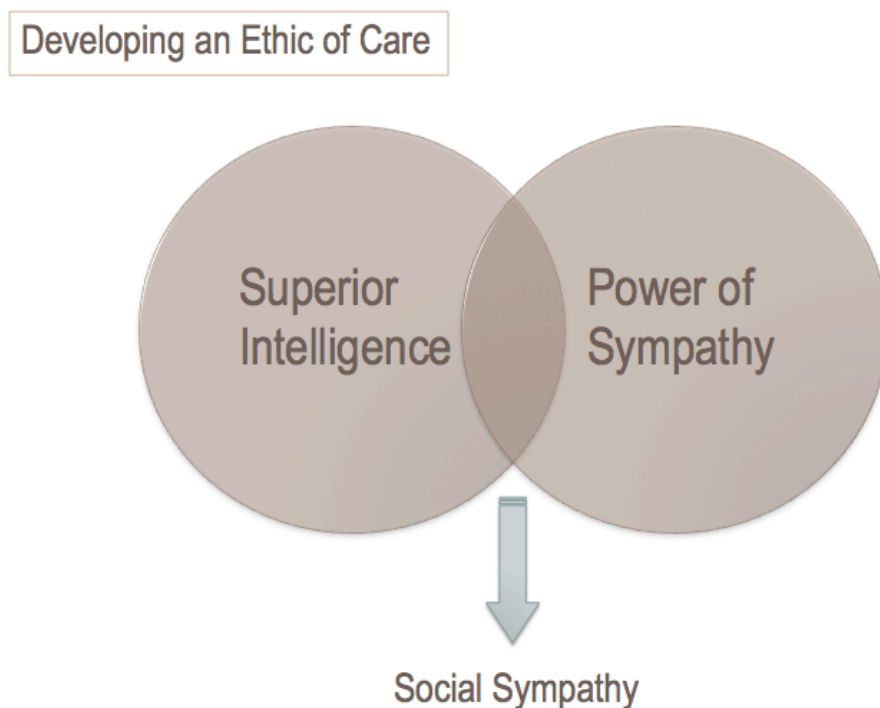 Developing an Ethic of Care
Superior
Intelligence
Power of
Sympathy
Social Sympathy